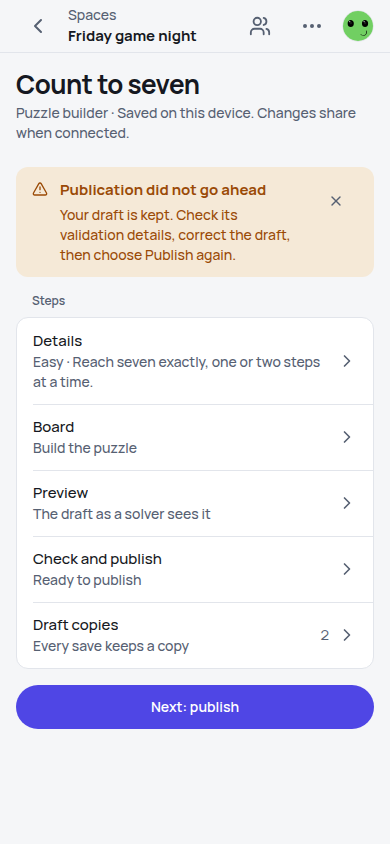 Spaces
Friday game night
Count to seven
Puzzle builder · Saved on this device. Changes share
when connected.
Publication did not go ahead
Your draft is kept. Check its
validation details, correct the draft,
then choose Publish again.
Steps
Details
Easy · Reach seven exactly, one or two steps
at a time.
Board
Build the puzzle
Preview
The draft as a solver sees it
Check and publish
Ready to publish
Draft copies
Every save keeps a copy
2
Next: publish